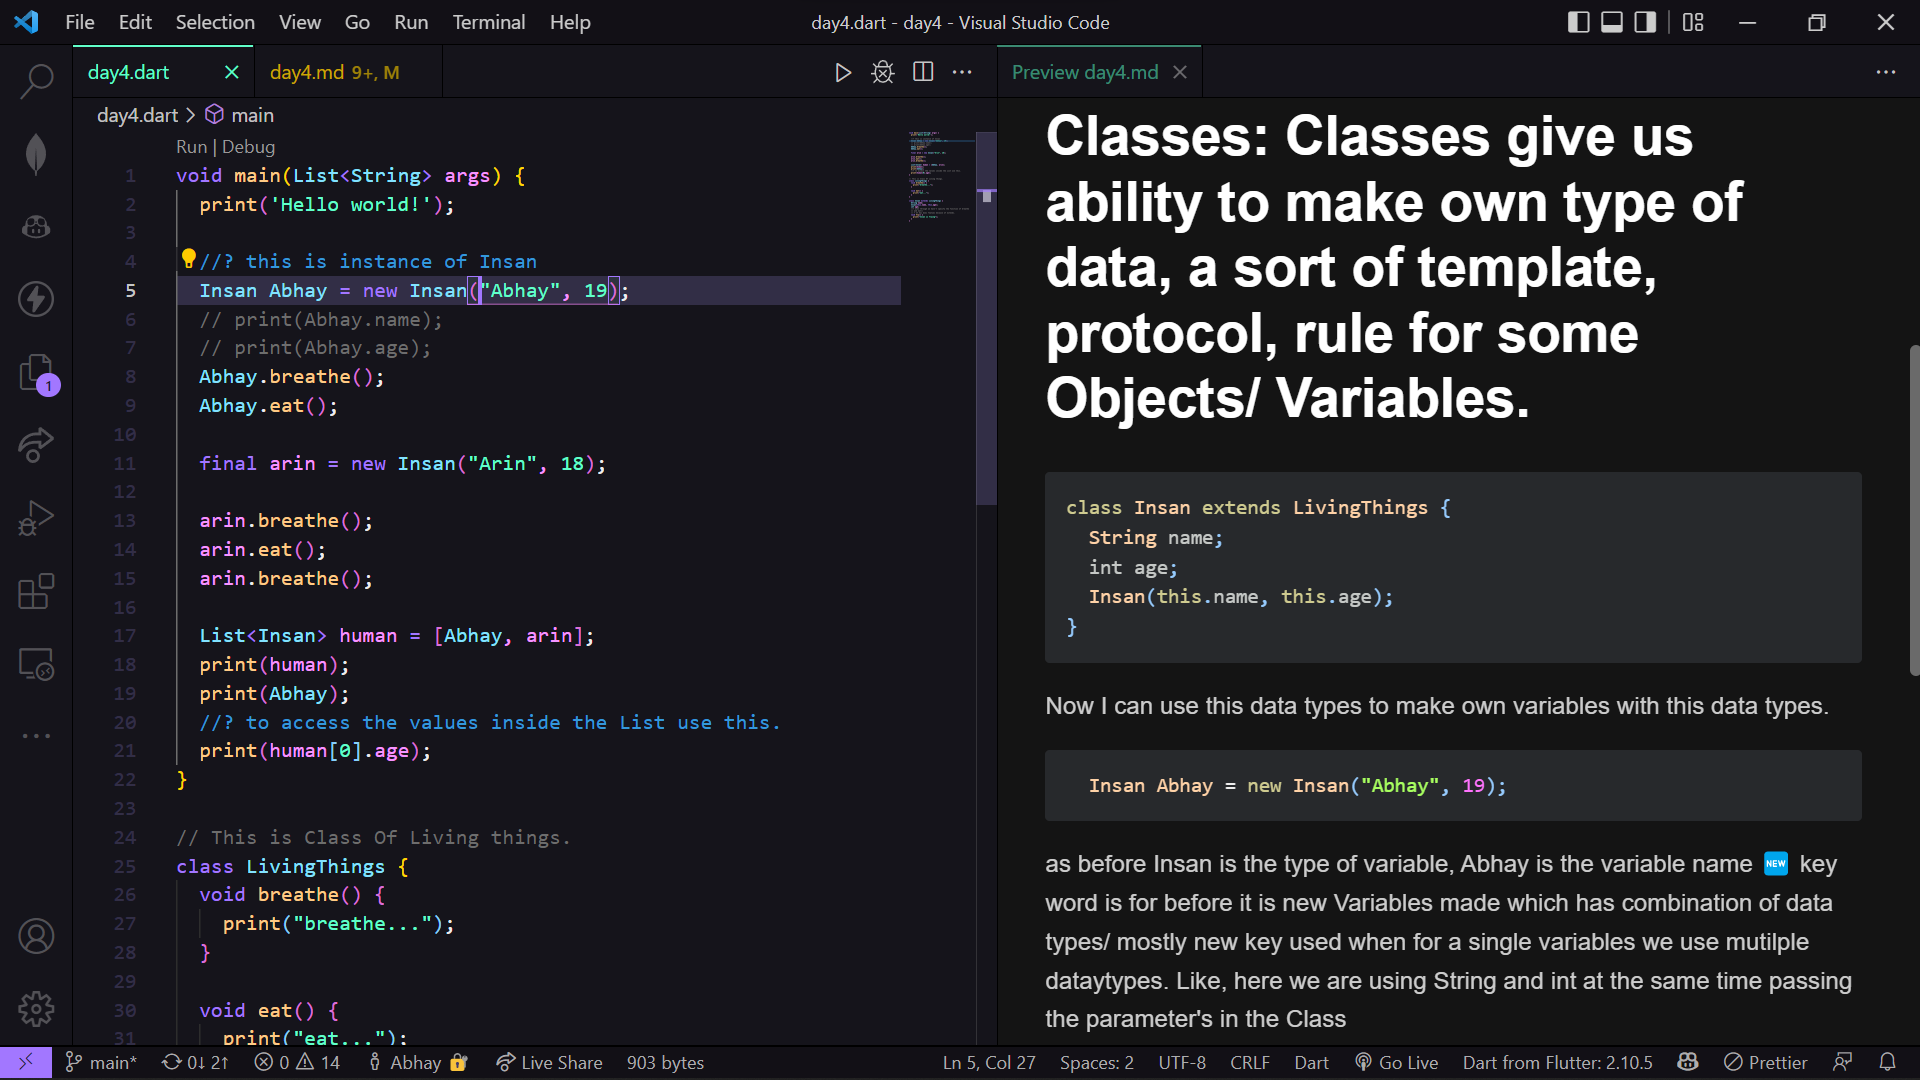 File Edit Selection View Go Run Terminal Help
day4.dart - day4 - Visual Studio Code
day4.dart
day4.md 9+, M
Preview day4.md
day4.dart > main
Run | Debug
1 void main(List<String> args) {
2 print('Hello world!');
3
4 //? this is instance of Insan
5 Insan Abhay = new Insan("Abhay", 19);
6 // print(Abhay.name);
7 // print(Abhay.age);
8 Abhay.breathe();
9 Abhay.eat();
10
11 final arin = new Insan("Arin", 18);
12
13 arin.breathe();
14 arin.eat();
15 arin.breathe();
16
17 List<Insan> human = [Abhay, arin];
18 print(human);
19 print(Abhay);
20 //? to access the values inside the List use this.
21 print(human[0].age);
22 }
23
24 // This is Class Of Living things.
25 class LivingThings {
26 void breathe() {
27 print("breathe...");
28 }
29
30 void eat() {
31 print("eat...");
1
Classes: Classes give us
ability to make own type of
data, a sort of template,
protocol, rule for some
Objects/ Variables.
class Insan extends LivingThings {
String name;
int age;
Insan(this.name, this.age);
}
Now I can use this data types to make own variables with this data types.
Insan Abhay = new Insan("Abhay", 19);
as before Insan is the type of variable, Abhay is the variable name 🆕 key
word is for before it is new Variables made which has combination of data
types/ mostly new key used when for a single variables we use mutilple
dataytypes. Like, here we are using String and int at the same time passing
the parameter's in the Class
main* 0↓ 2↑ 0 14 Abhay 🔐 Live Share 903 bytes
Ln 5, Col 27 Spaces: 2 UTF-8 CRLF Dart Go Live Dart from Flutter: 2.10.5 Prettier